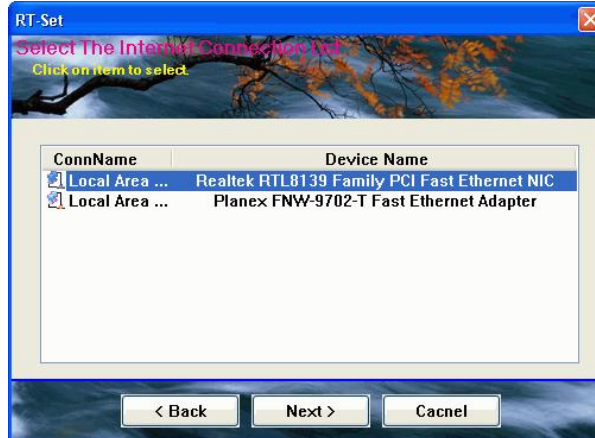 RT-Set
Select The Internet Connection List.
Click on item to select.
ConnName Device Name
Local Area ... Realtek RTL8139 Family PCI Fast Ethernet NIC
Local Area ... Planex FNW-9702-T Fast Ethernet Adapter
< Back Next > Cacnel